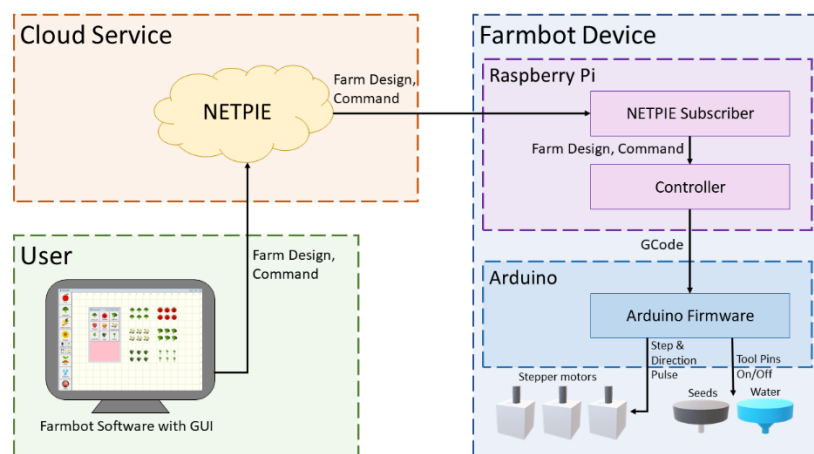 Cloud Service
Farm Design,
Command
NETPIE
User
Farm Design,
Command
Farmbot Software with GUI
Farmbot Device
Raspberry Pi
NETPIE Subscriber
Farm Design, Command
Controller
GCode
Arduino
Arduino Firmware
Step &
Direction
Pulse
Tool Pins
On/Off
Stepper motors
Seeds
Water